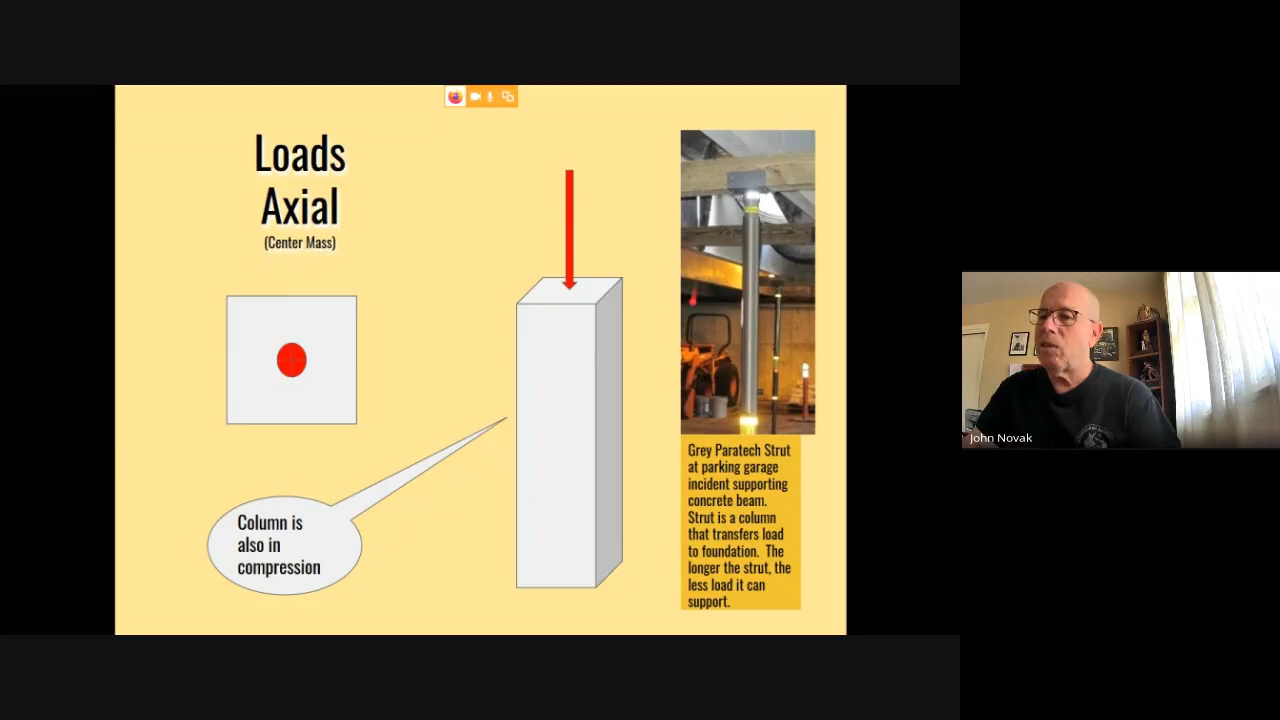 Loads
Axial
(Center Mass)
Column is
also in
compression
Grey Paratech Strut
at parking garage
incident supporting
concrete beam.
Strut is a column
that transfers load
to foundation. The
longer the strut, the
less load it can
support.
John Novak